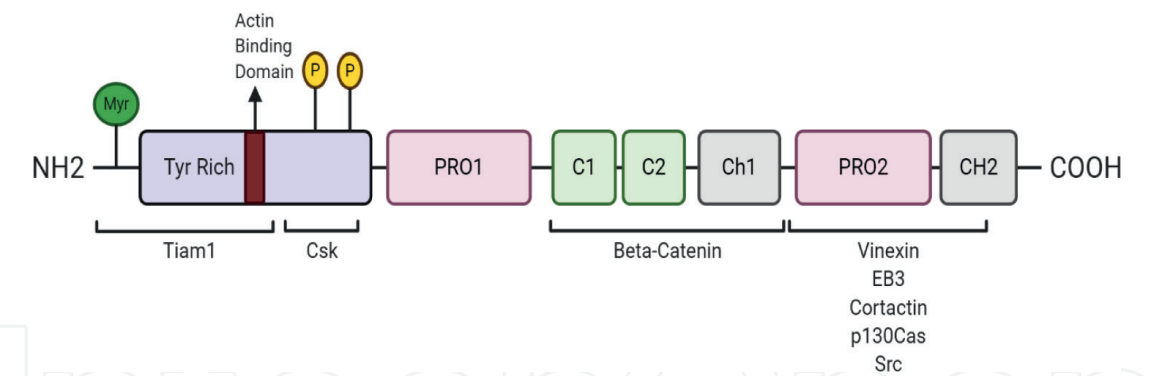 Actin
Binding
Domain
P
P
Myr
NH2
Tyr Rich
PRO1
C1
C2
Ch1
PRO2
CH2
COOH
Tiam1
Csk
Beta-Catenin
Vinexin
EB3
Cortactin
p130Cas
Src